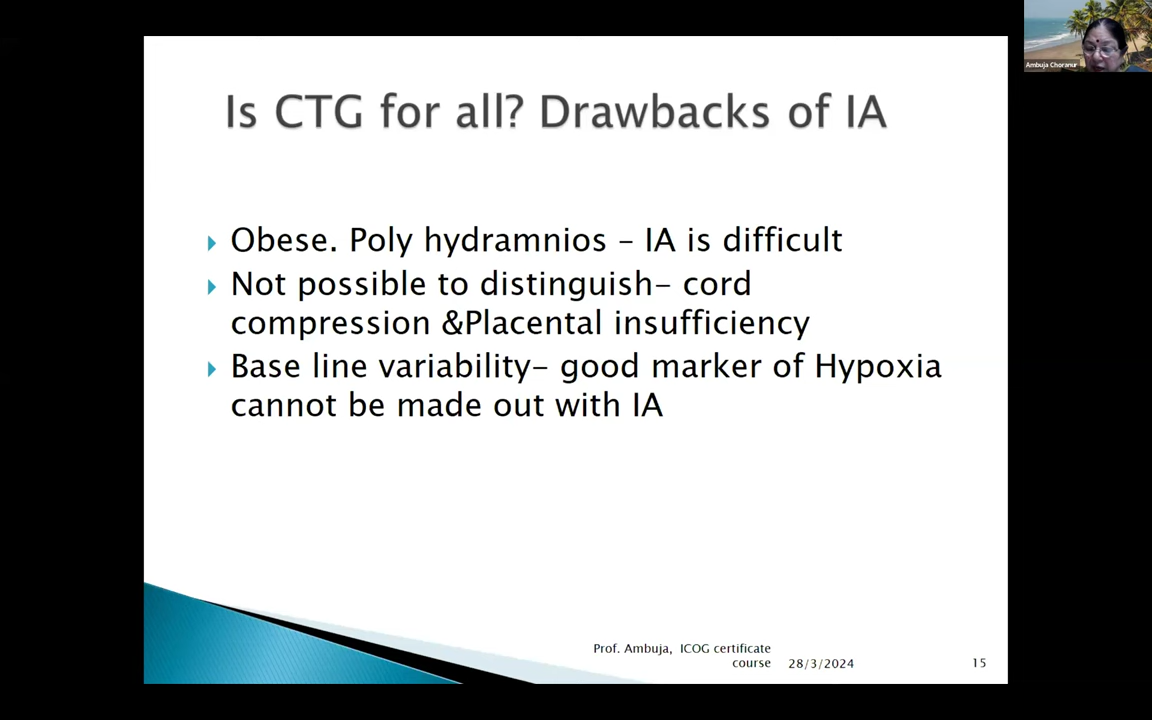 Ambuja Choranur
Is CTG for all? Drawbacks of IA
Obese. Poly hydramnios – IA is difficult
Not possible to distinguish– cord
compression &Placental insufficiency
Base line variability– good marker of Hypoxia
cannot be made out with IA
Prof. Ambuja, ICOG certificate
course
28/3/2024
15